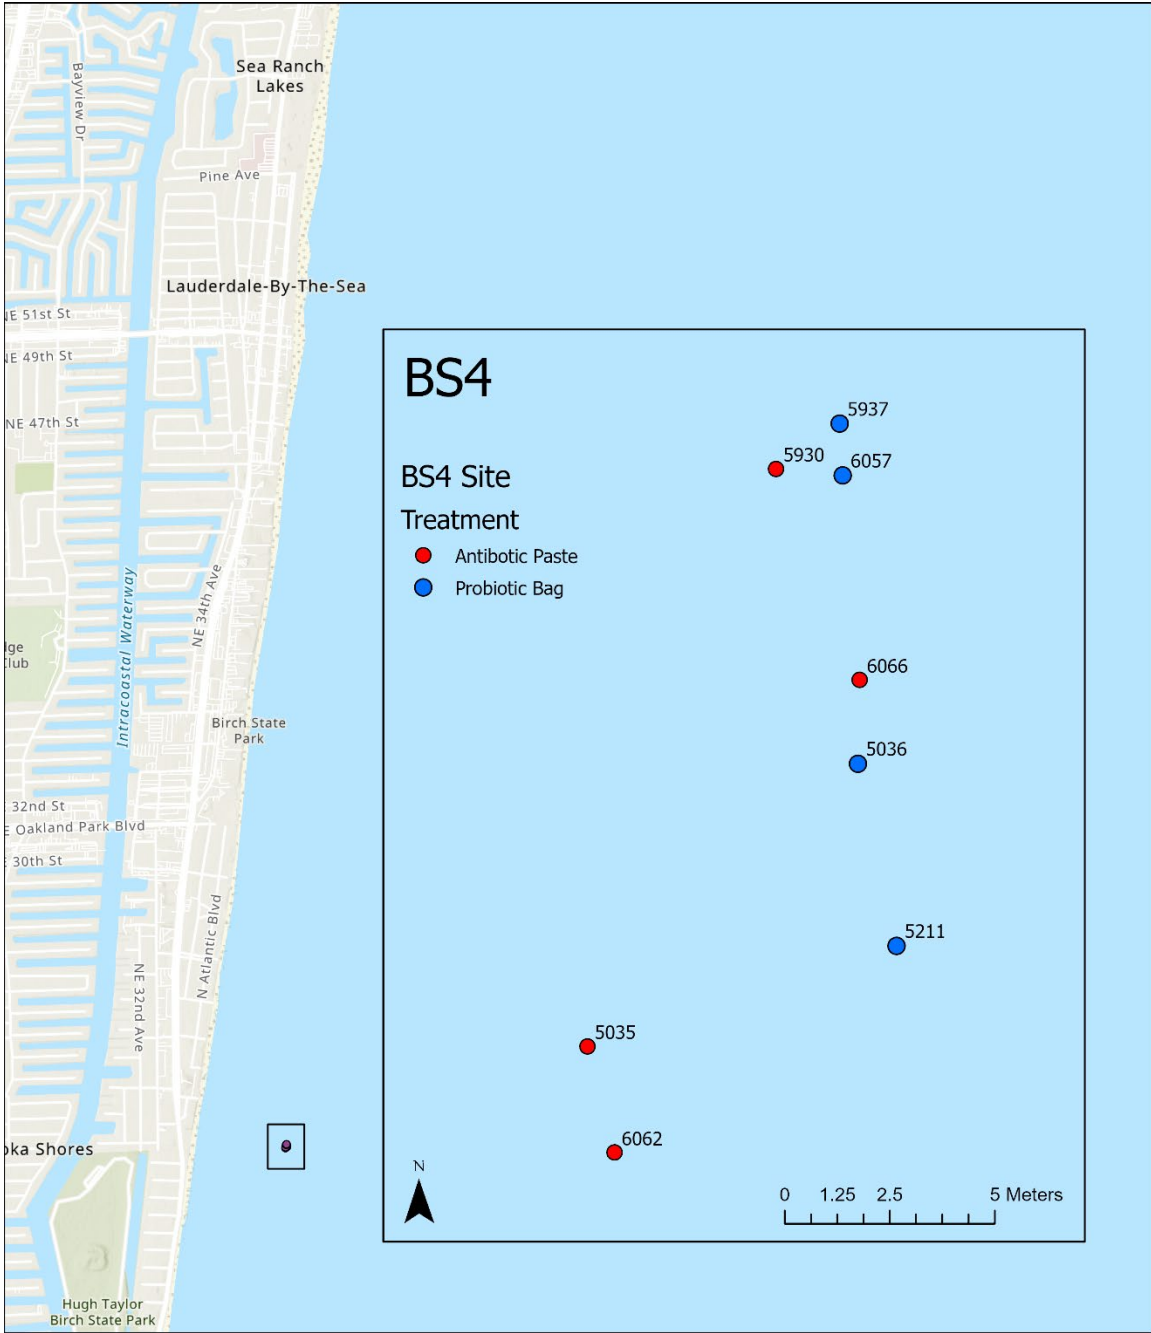 Sea Ranch
Lakes
Bayview Dr
Pine Ave
Lauderdale-By-The-Sea
NE 51st St
NE 49th St
NE 47th St
NE 34th Ave
Intracoastal Waterway
Club
Birch State
Park
32nd St
Oakland Park Blvd
30th St
N Atlantic Blvd
NE 32nd Ave
Shores
Hugh Taylor
Birch State Park
BS4
BS4 Site
Treatment
Antibotic Paste
Probiotic Bag
5937
5930
6057
6066
5036
5211
5035
6062
N
0 1.25 2.5 5 Meters